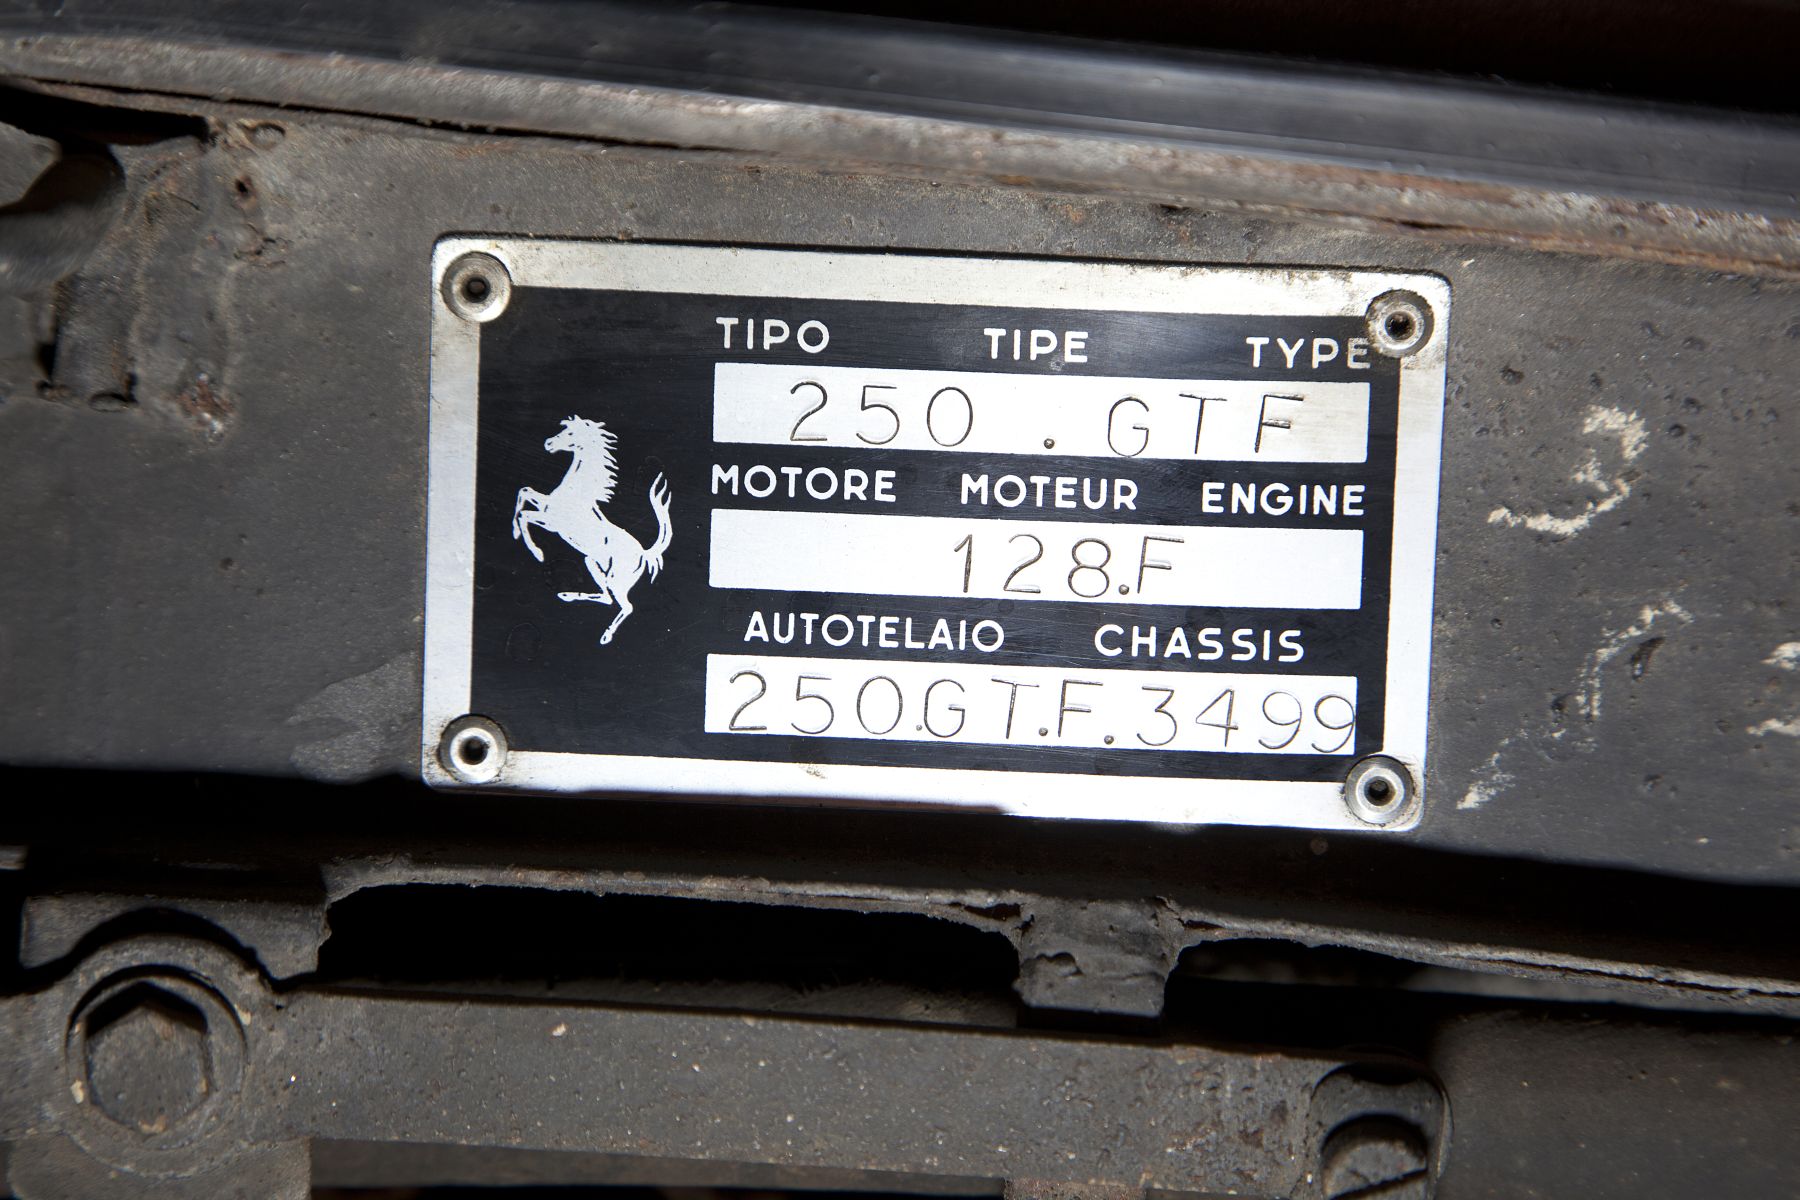 TIPO TIPE TYPE
250 . GTF
MOTORE MOTEUR ENGINE
128.F
AUTOTELAIO CHASSIS
250.GT.F.3499